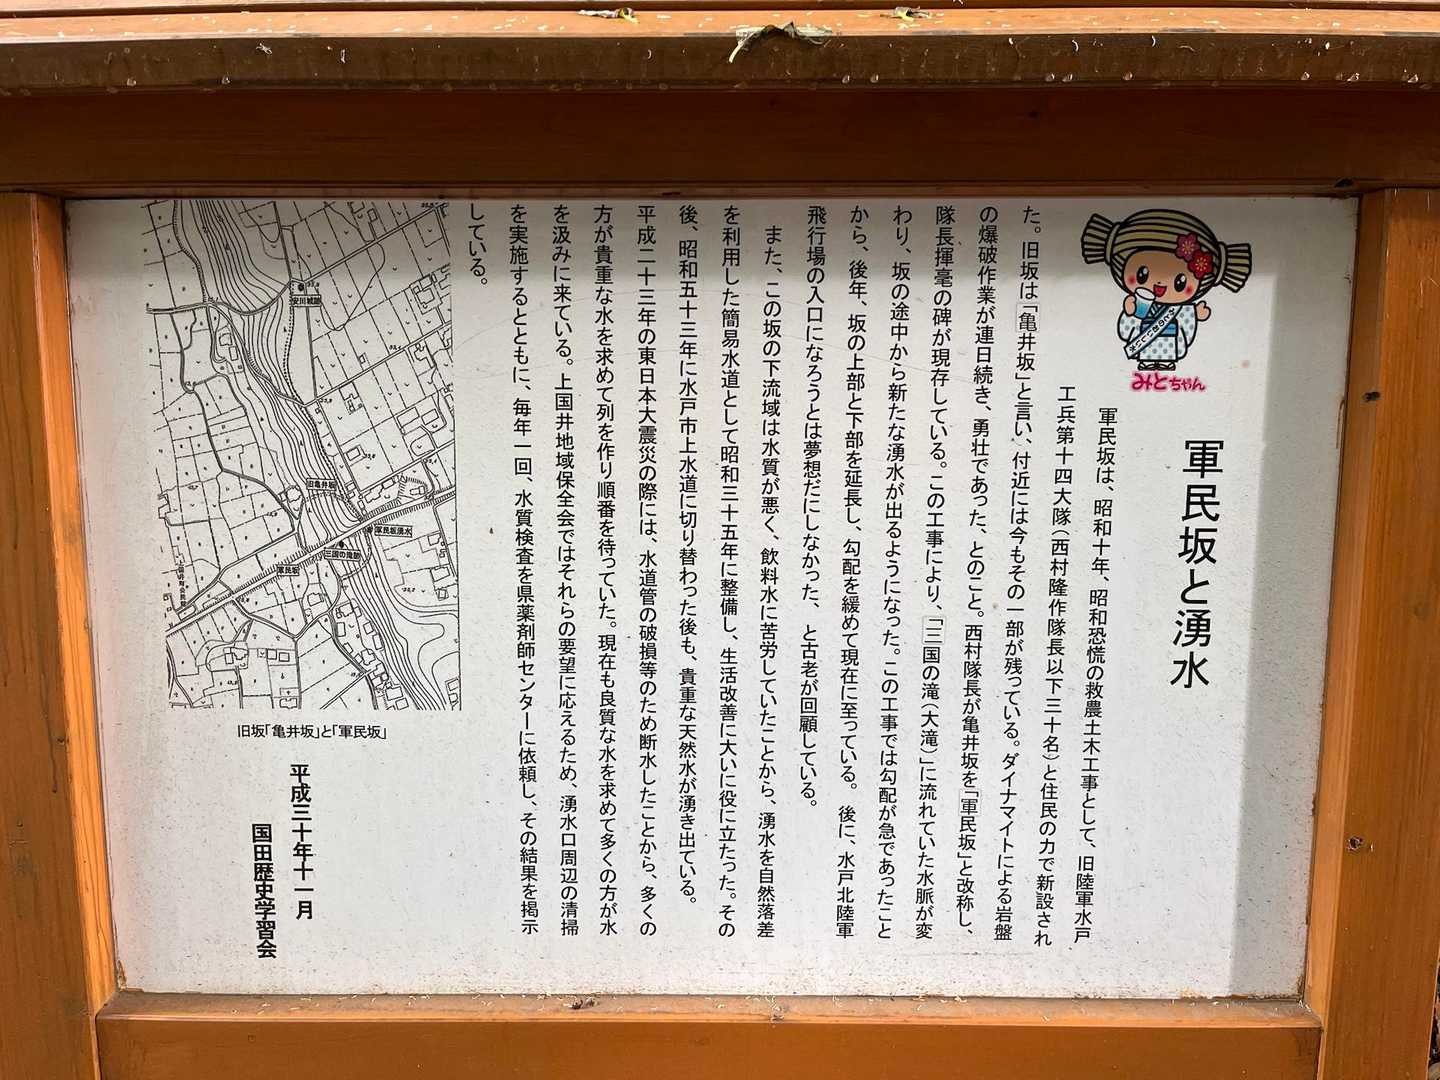 軍民坂と湧水
軍民坂は、昭和十年、昭和恐慌の救農土木工事として、旧陸軍水戸
工兵第十四大隊（西村隆作隊長以下三十名）と住民の力で新設され
た。旧坂は「亀井坂」と言い、付近には今もその一部が残っている。ダイナマイトによる岩盤
の爆破作業が連日続き、勇壮であった、とのこと。西村隊長が亀井坂を「軍民坂」と改称し、
隊長揮毫の碑が現存している。この工事により、「三国の滝（大滝）」に流れていた水脈が変
わり、坂の途中から新たな湧水が出るようになった。この工事では勾配が急であったこと
から、後年、坂の上部と下部を延長し、勾配を緩めて現在に至っている。後に、水戸北陸軍
飛行場の入口になろうとは夢想だにしなかった、と古老が回顧している。
また、この坂の下流域は水質が悪く、飲料水に苦労していたことから、湧水を自然落差
を利用した簡易水道として昭和三十五年に整備し、生活改善に大いに役に立たった。その
後、昭和五十三年に水戸市上水道に切り替わった後も、貴重な天然水が湧き出ている。
平成二十三年の東日本大震災の際には、水道管の破損等のため断水したことから、多くの
方が貴重な水を求めて列を作り順番を待っていた。現在も良質な水を求めて多くの方が水
を汲みに来ている。上国井地域保全会ではそれらの要望に応えるため、湧水口周辺の清掃
を実施するとともに、毎年一回、水質検査を県薬剤師センターに依頼し、その結果を掲示
している。
みとちゃん
安川城跡
旧亀井坂
軍民坂湧水
三国の滝跡
軍民坂
旧坂「亀井坂」と「軍民坂」
平成三十年十一月
国田歴史学習会